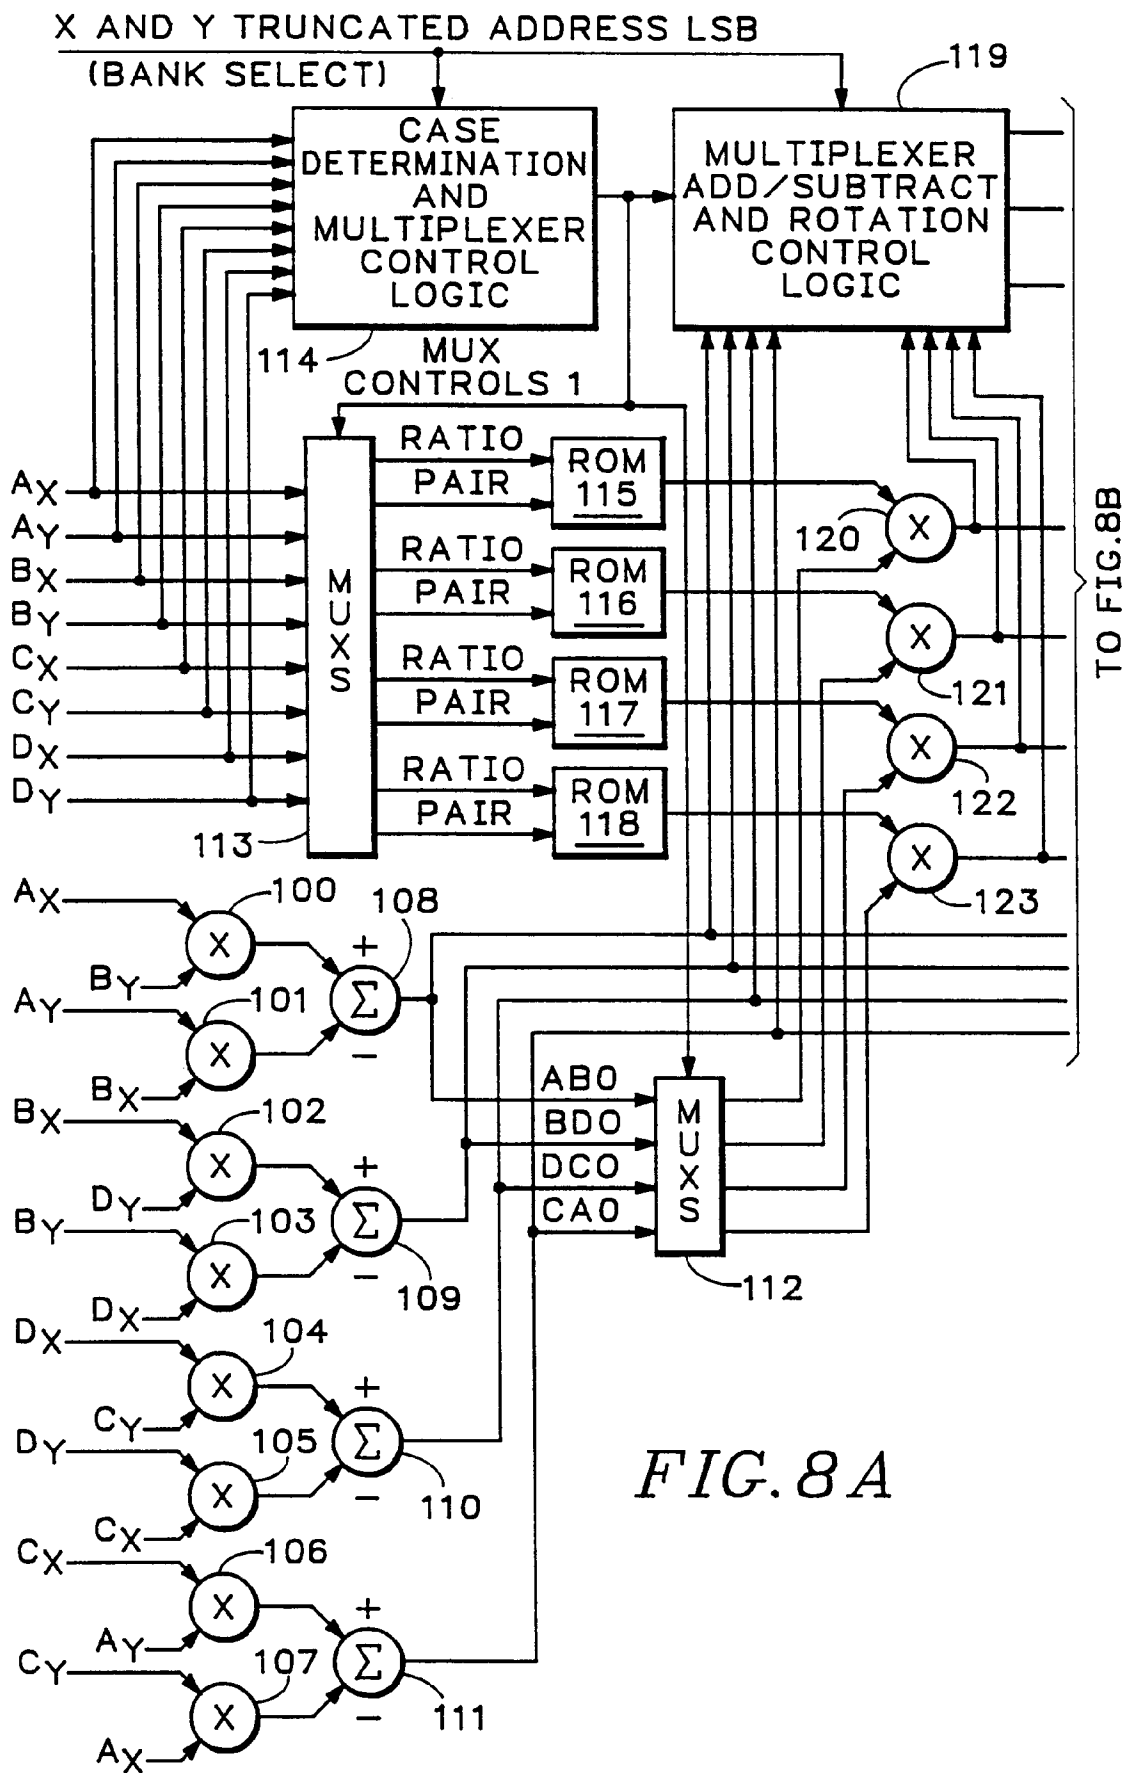 X AND Y TRUNCATED ADDRESS LSB
(BANK SELECT)
119
CASE
DETERMINATION
AND
MULTIPLEXER
CONTROL
LOGIC
MULTIPLEXER
ADD/SUBTRACT
AND ROTATION
CONTROL
LOGIC
114
MUX
CONTROLS 1
RATIO
PAIR
ROM
115
RATIO
PAIR
ROM
116
RATIO
PAIR
ROM
117
RATIO
PAIR
ROM
118
AX
AY
BX
BY
CX
CY
DX
DY
MUXS
113
X
120
X
121
X
122
X
123
TO FIG.8B
AX
100
X
BY
AY
101
X
BX
108
+
Σ
−
BX
102
X
DY
BY
103
X
DX
+
Σ
−
109
DX
104
X
CY
DY
105
X
CX
+
Σ
−
110
CX
106
X
AY
CY
107
X
AX
+
Σ
−
111
ABO
BDO
DCO
CAO
MUXS
112
FIG.8A